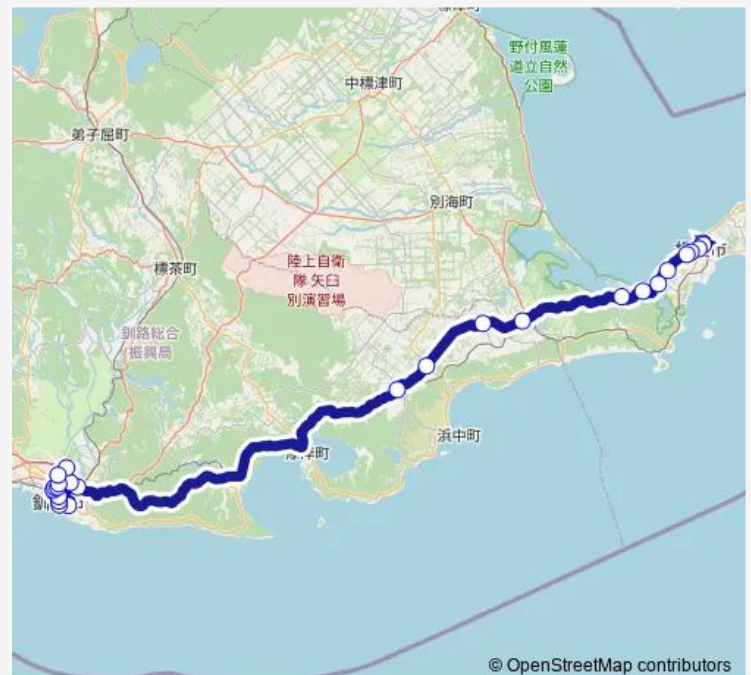 野付風蓮
道立自然
公園
中標津町
弟子屈町
別海町
標茶町
陸上自衛
隊 矢臼
別演習場
釧路総合
振興局
浜中町
© OpenStreetMap contributors